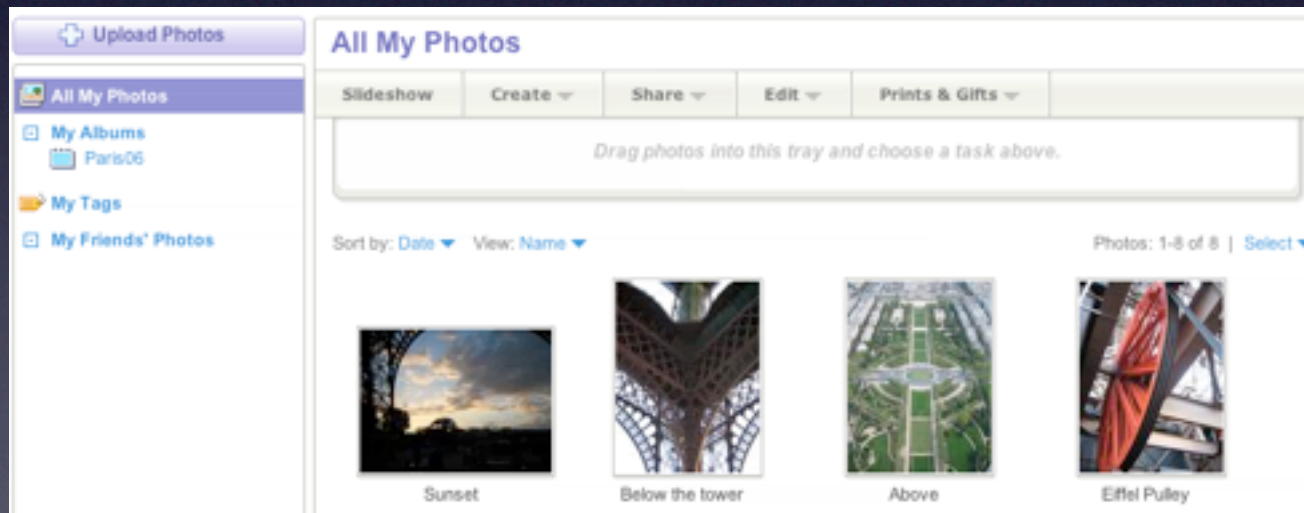 Upload Photos
All My Photos
My Albums
Paris06
My Tags
My Friends' Photos
All My Photos
Slideshow Create Share Edit Prints & Gifts
Drag photos into this tray and choose a task above.
Sort by: Date View: Name Photos: 1-8 of 8 | Select
Sunset Below the tower Above Eiffel Pulley